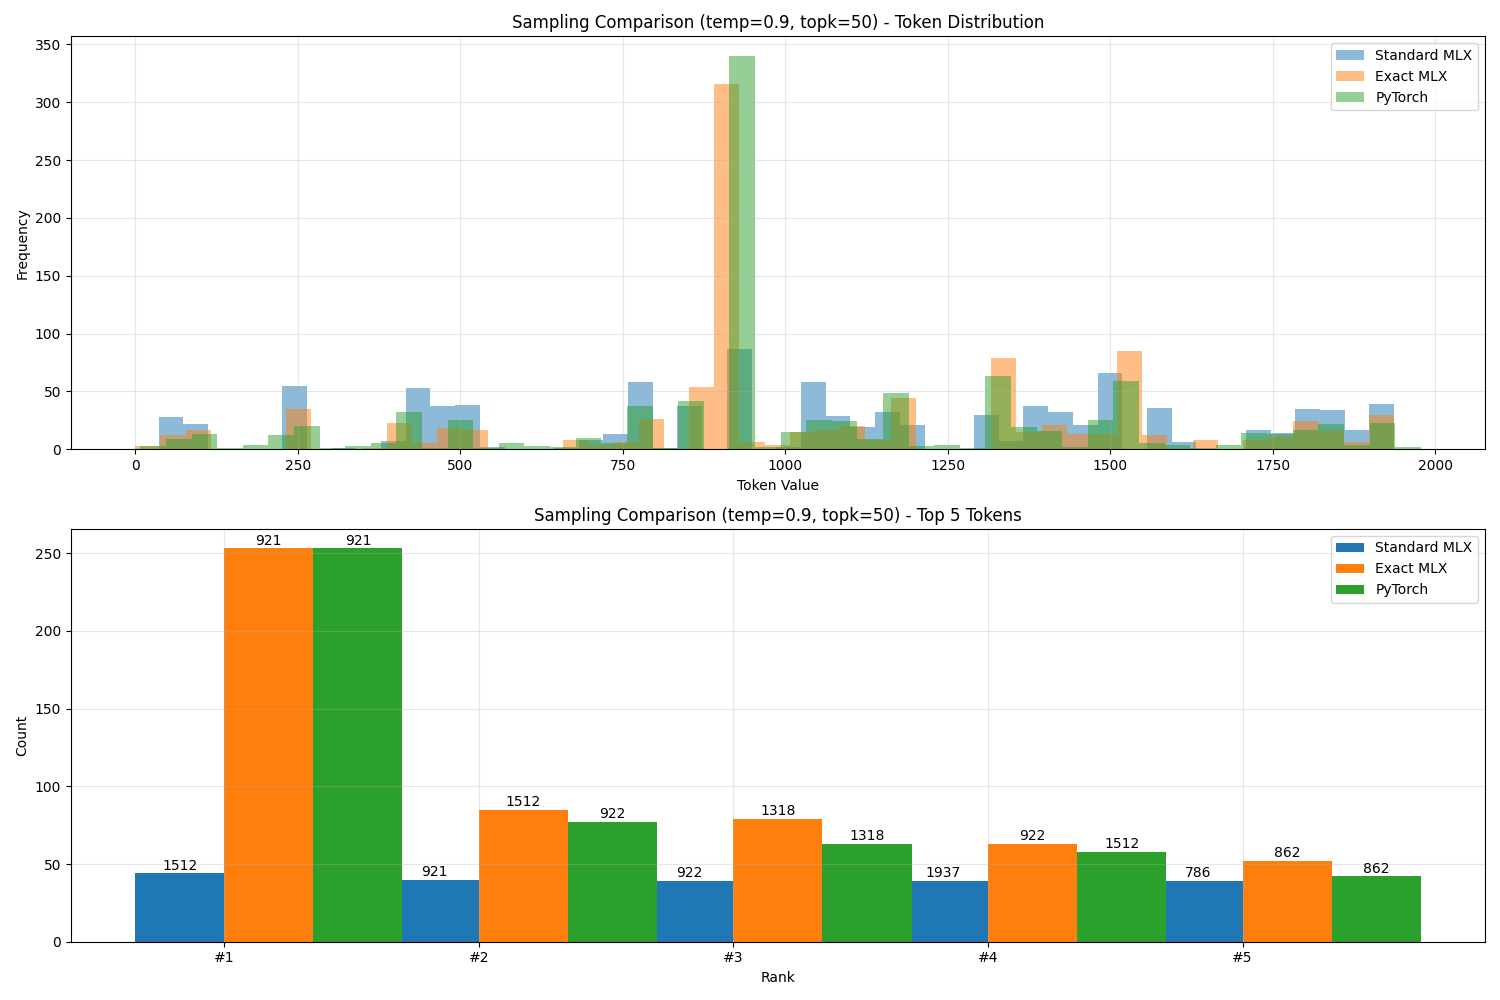 Sampling Comparison (temp=0.9, topk=50) - Token Distribution
350
300
250
200
150
100
50
0
Frequency
Standard MLX
Exact MLX
PyTorch
0 250 500 750 1000 1250 1500 1750 2000
Token Value
Sampling Comparison (temp=0.9, topk=50) - Top 5 Tokens
250
200
150
100
50
0
Count
Standard MLX
Exact MLX
PyTorch
1512 921 921 921 1512 922 922 1318 1318 1937 922 1512 786 862 862
#1 #2 #3 #4 #5
Rank